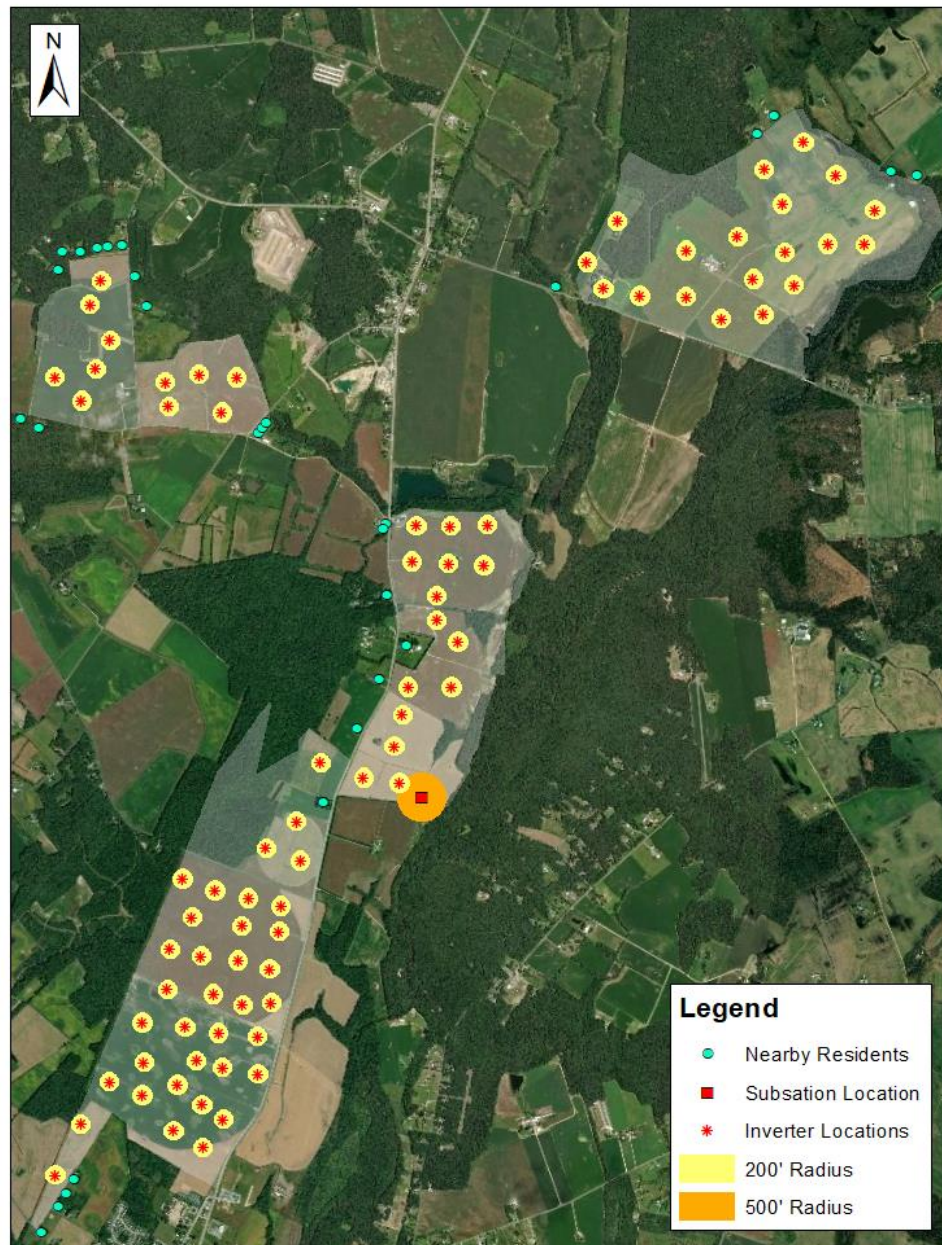 N
Legend
Nearby Residents
Subsation Location
Inverter Locations
200' Radius
500' Radius